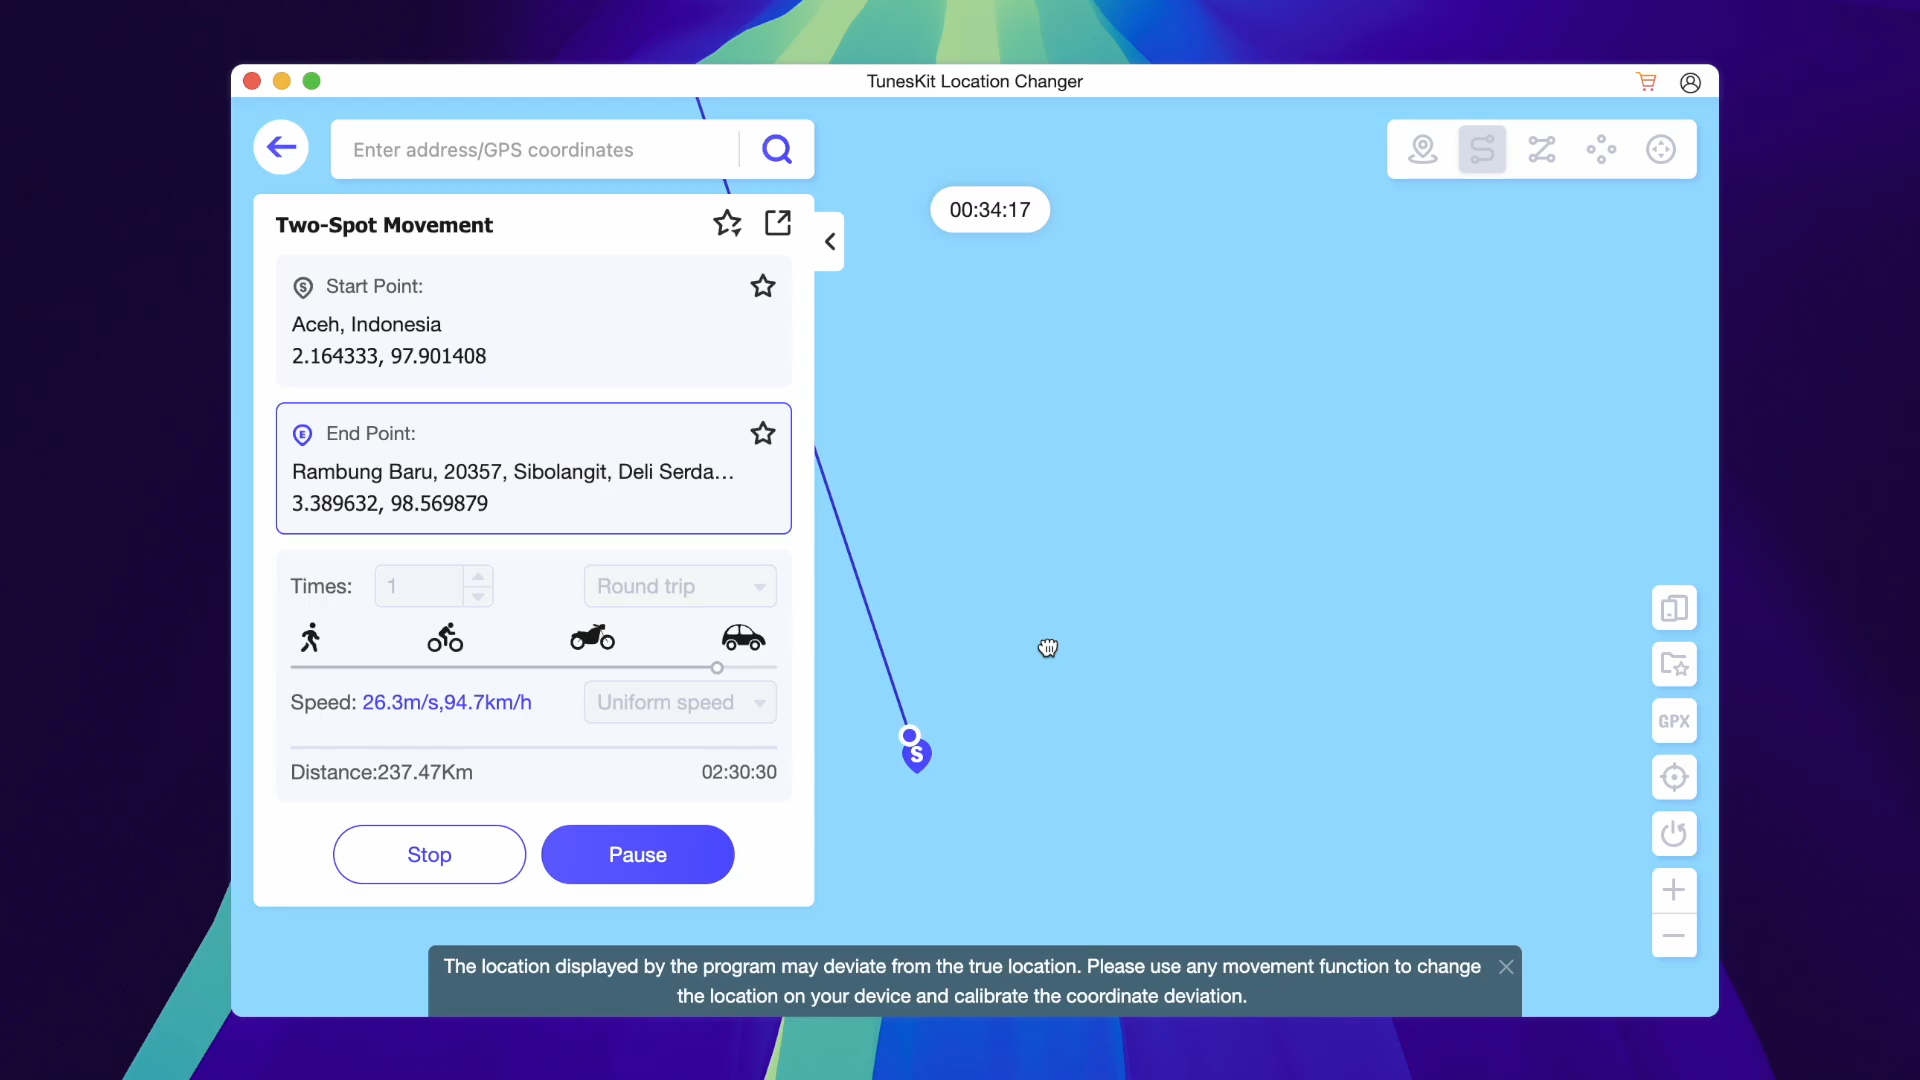 TunesKit Location Changer
Enter address/GPS coordinates
00:34:17
Two-Spot Movement
S Start Point:
Aceh, Indonesia
2.164333, 97.901408
E End Point:
Rambung Baru, 20357, Sibolangit, Deli Serda...
3.389632, 98.569879
Times: 1 Round trip
Speed: 26.3m/s,94.7km/h Uniform speed
Distance:237.47Km 02:30:30
Stop Pause
S
GPX
The location displayed by the program may deviate from the true location. Please use any movement function to change
the location on your device and calibrate the coordinate deviation.